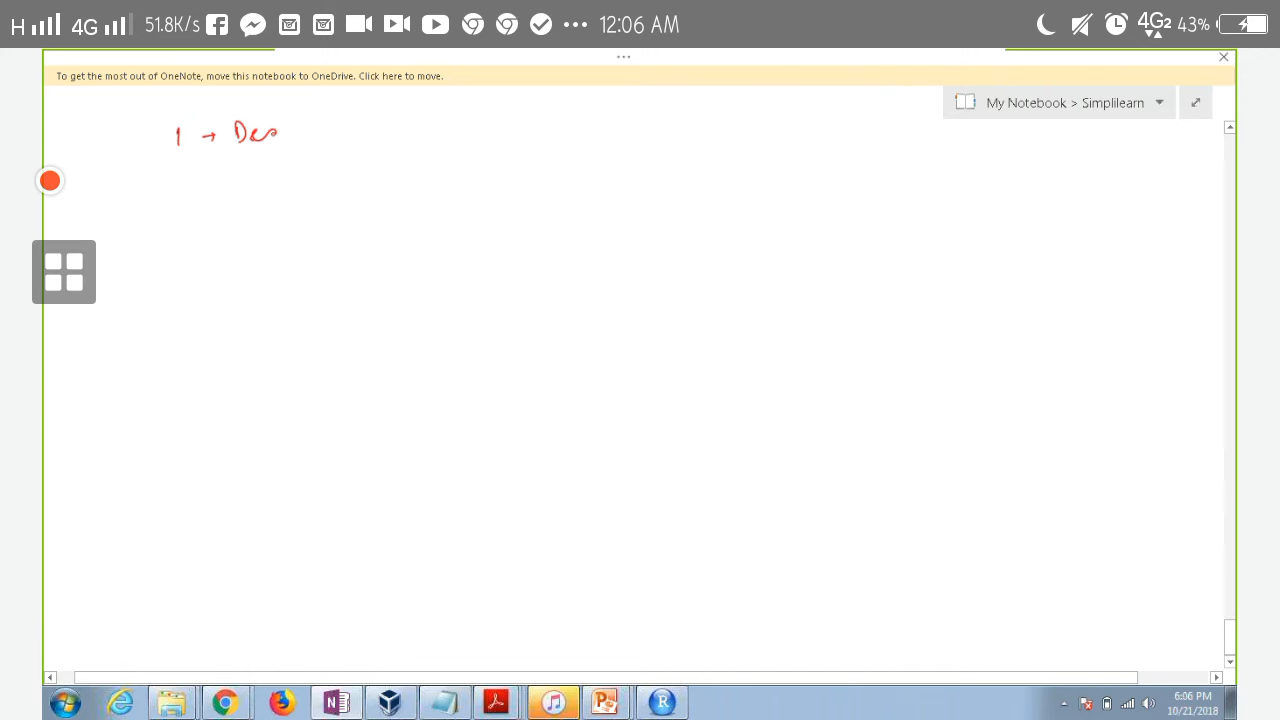 H 4G 51.8K/s 12:06 AM 4G2 43%
To get the most out of OneNote, move this notebook to OneDrive. Click here to move.
My Notebook > Simplilearn
1 → Des
6:06 PM
10/21/2018